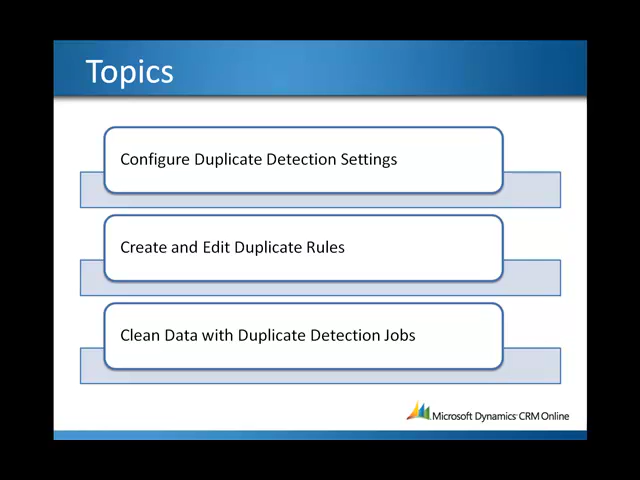 Topics
Configure Duplicate Detection Settings
Create and Edit Duplicate Rules
Clean Data with Duplicate Detection Jobs
Microsoft Dynamics CRM Online